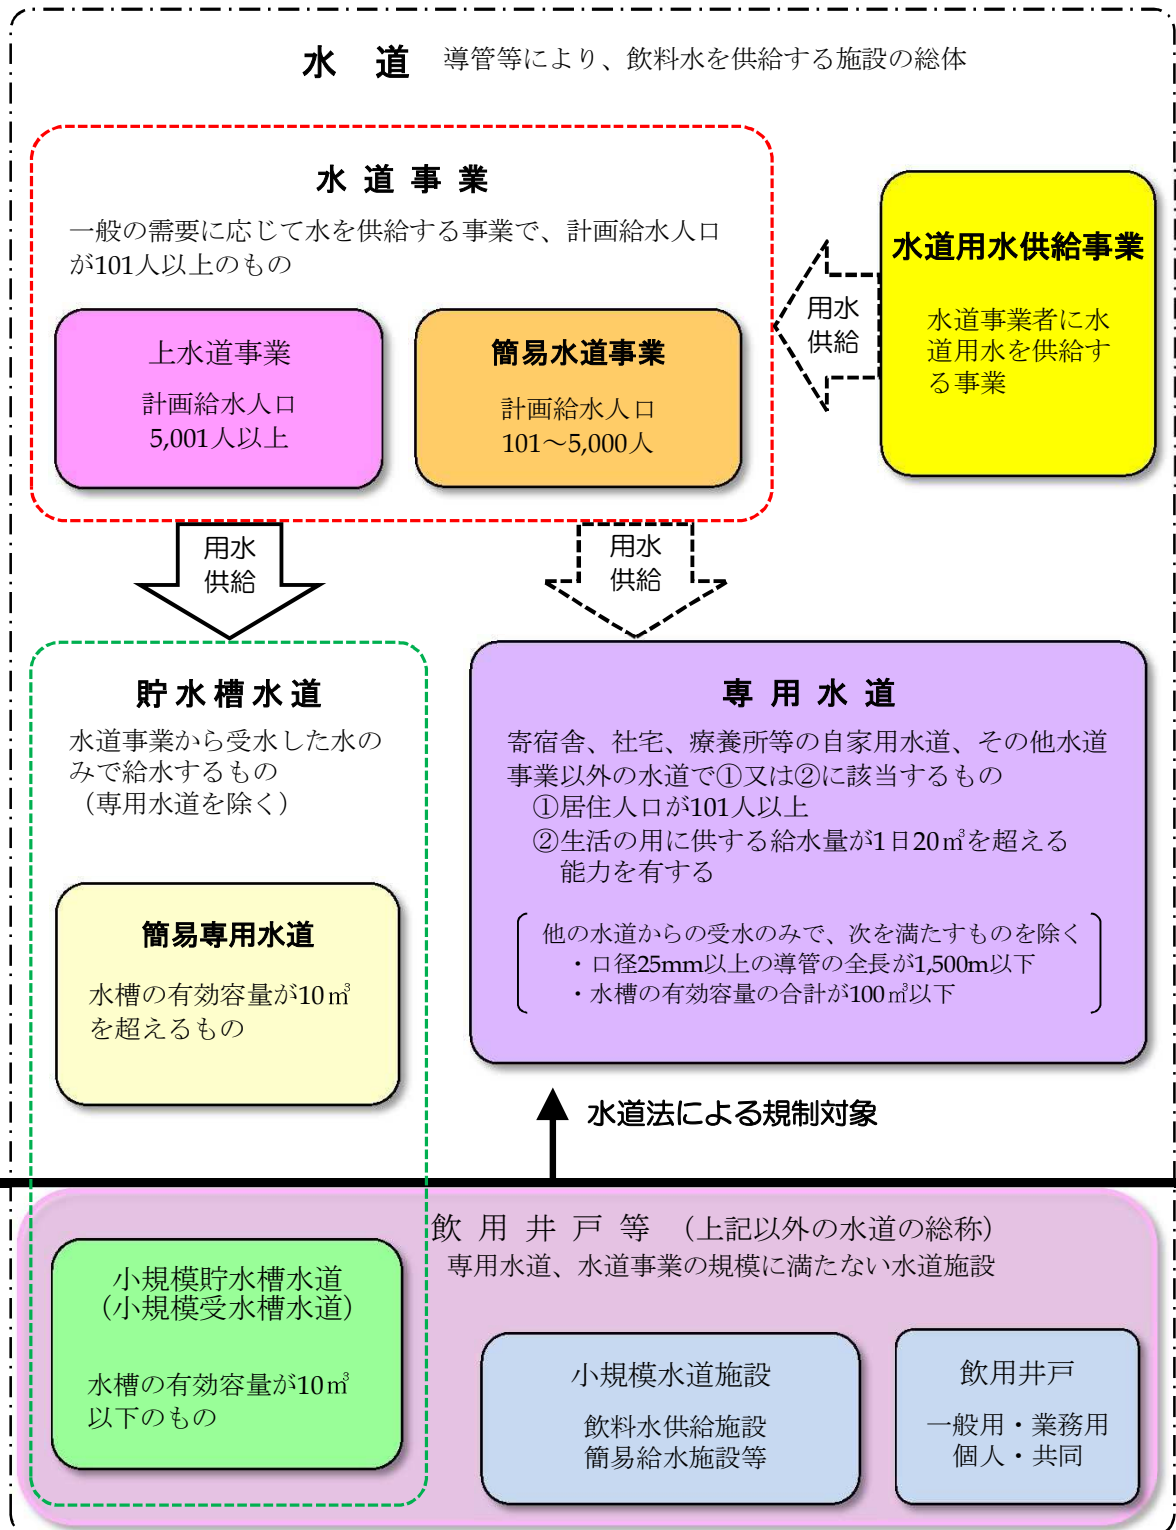 水 道 導管等により、飲料水を供給する施設の総体
水 道 事 業
一般の需要に応じて水を供給する事業で、計画給水人口
が101人以上のもの
上水道事業
計画給水人口
5,001人以上
簡易水道事業
計画給水人口
101～5,000人
用水
供給
水道用水供給事業
水道事業者に水
道用水を供給す
る事業
用水
供給
用水
供給
貯水槽水道
水道事業から受水した水の
みで給水するもの
（専用水道を除く）
簡易専用水道
水槽の有効容量が10㎥
を超えるもの
専 用 水 道
寄宿舎、社宅、療養所等の自家用水道、その他水道
事業以外の水道で①又は②に該当するもの
①居住人口が101人以上
②生活の用に供する給水量が1日20㎥を超える
能力を有する
他の水道からの受水のみで、次を満たすものを除く
・口径25mm以上の導管の全長が1,500m以下
・水槽の有効容量の合計が100㎥以下
水道法による規制対象
飲 用 井 戸 等 （上記以外の水道の総称）
専用水道、水道事業の規模に満たない水道施設
小規模貯水槽水道
（小規模受水槽水道）
水槽の有効容量が10㎥
以下のもの
小規模水道施設
飲料水供給施設
簡易給水施設等
飲用井戸
一般用・業務用
個人・共同